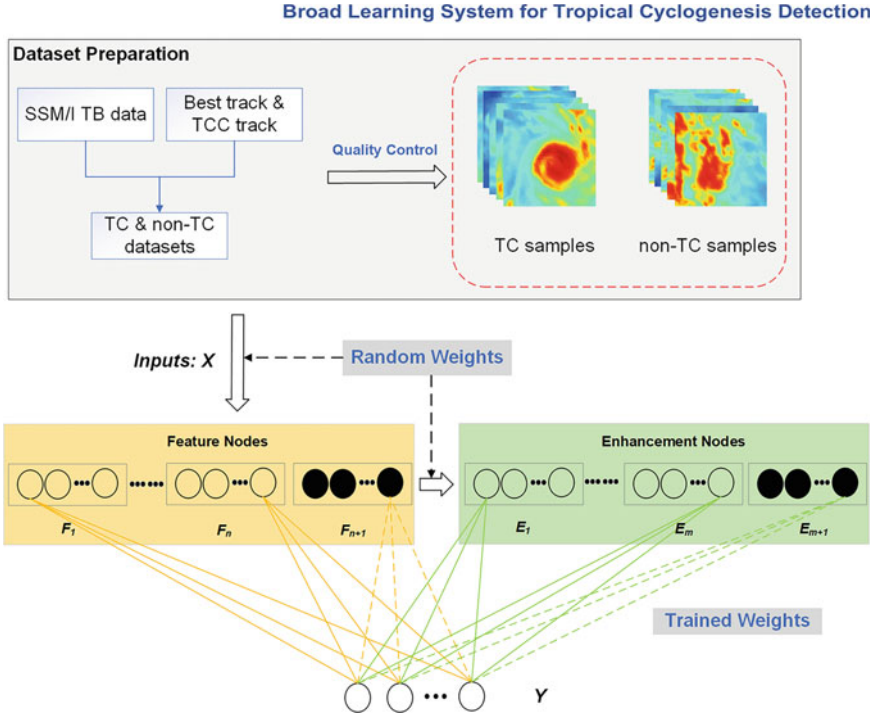 Broad Learning System for Tropical Cyclogenesis Detection
Dataset Preparation
SSM/I TB data
Best track &
TCC track
TC & non-TC
datasets
Quality Control
TC samples
non-TC samples
Inputs: X
Random Weights
Feature Nodes
F1
Fn
Fn+1
Enhancement Nodes
E1
Em
Em+1
Trained Weights
Y